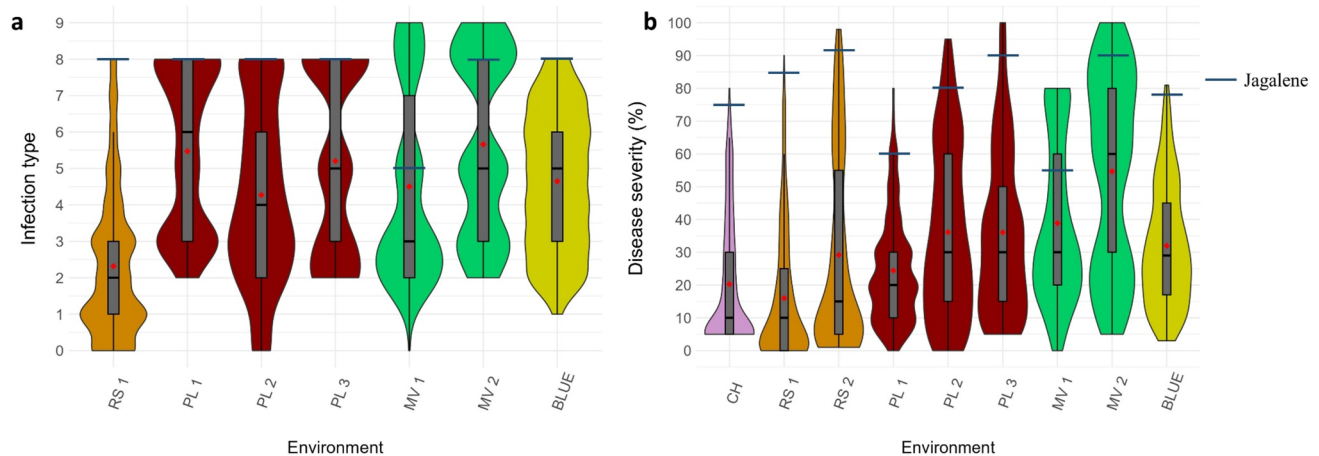 a
Infection type
9
8
7
6
5
4
3
2
1
0
RS 1
PL 1
PL 2
PL 3
MV 1
MV 2
BLUE
Environment
b
Disease severity (%)
100
90
80
70
60
50
40
30
20
10
0
CH
RS 1
RS 2
PL 1
PL 2
PL 3
MV 1
MV 2
BLUE
Environment
Jagalene